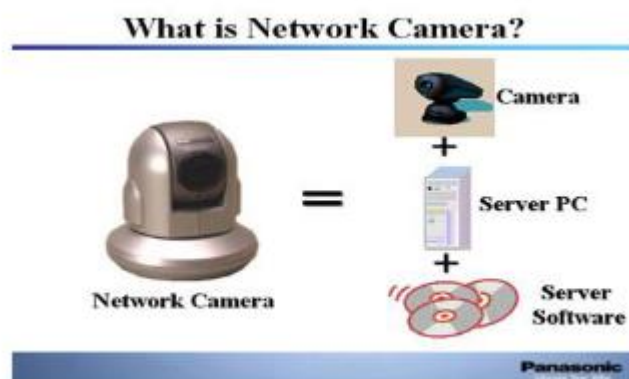 What is Network Camera?
Camera
+
=
Server PC
+
Network Camera
Server
Software
Panasonic